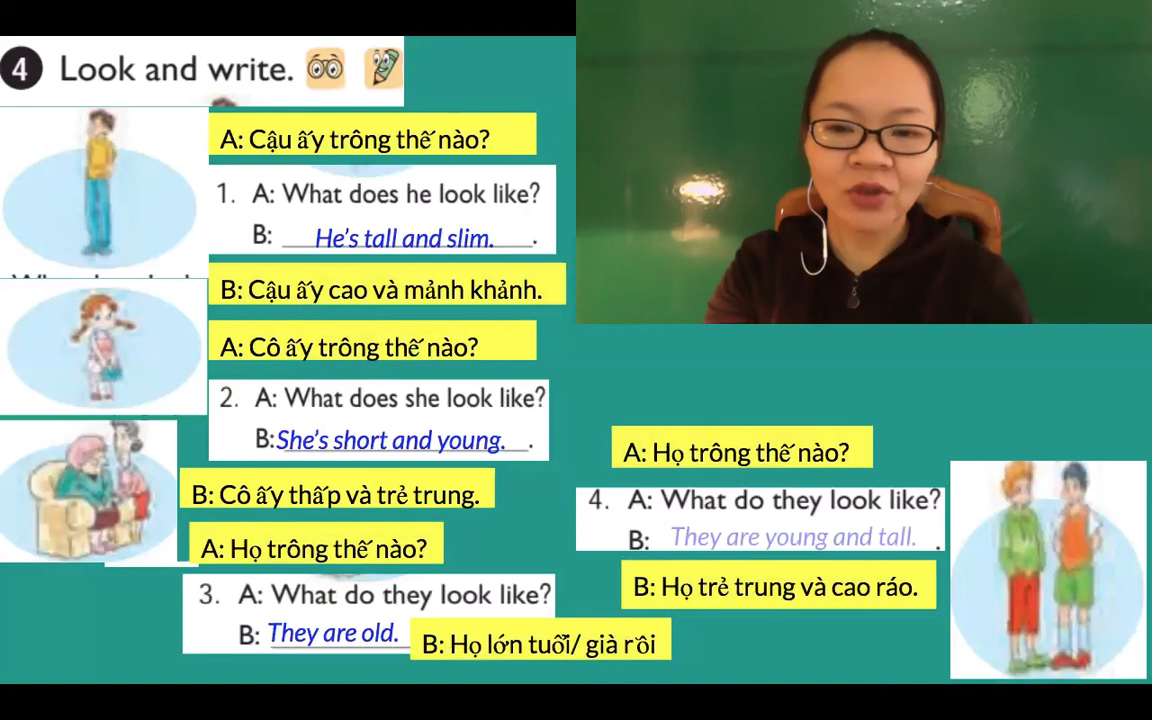 4 Look and write.
A: Cậu ấy trông thế nào?
1. A: What does he look like?
B: He's tall and slim. .
B: Cậu ấy cao và mảnh khảnh.
A: Cô ấy trông thế nào?
2. A: What does she look like?
B: She's short and young. .
B: Cô ấy thấp và trẻ trung.
A: Họ trông thế nào?
3. A: What do they look like?
B: They are old.
B: Họ lớn tuổi/ già rồi
A: Họ trông thế nào?
4. A: What do they look like?
B: They are young and tall. .
B: Họ trẻ trung và cao ráo.